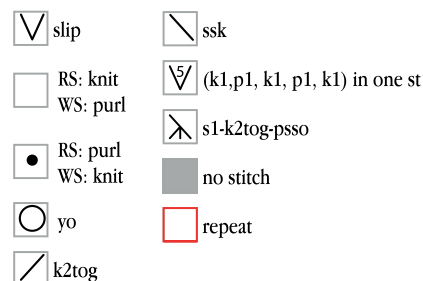 slip
RS: knit
WS: purl
RS: purl
WS: knit
yo
k2tog
ssk
5
(k1,p1, k1, p1, k1) in one st
s1-k2tog-psso
no stitch
repeat